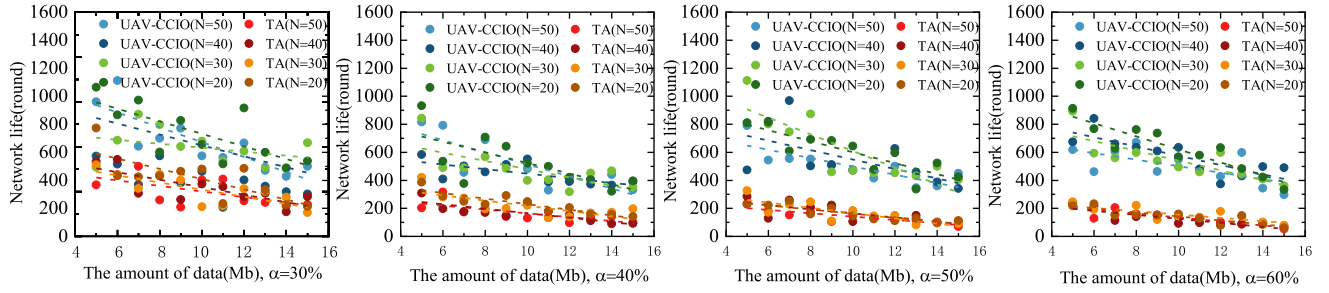 Network life(round)
1600
1400
1200
1000
800
600
400
200
0
UAV-CCIO(N=50)
UAV-CCIO(N=40)
UAV-CCIO(N=30)
UAV-CCIO(N=20)
TA(N=50)
TA(N=40)
TA(N=30)
TA(N=20)
4 6 8 10 12 14 16
The amount of data(Mb), α=30%
Network life(round)
1600
1400
1200
1000
800
600
400
200
0
UAV-CCIO(N=50)
UAV-CCIO(N=40)
UAV-CCIO(N=30)
UAV-CCIO(N=20)
TA(N=50)
TA(N=40)
TA(N=30)
TA(N=20)
4 6 8 10 12 14 16
The amount of data(Mb), α=40%
Network life(round)
1600
1400
1200
1000
800
600
400
200
0
UAV-CCIO(N=50)
UAV-CCIO(N=40)
UAV-CCIO(N=30)
UAV-CCIO(N=20)
TA(N=50)
TA(N=40)
TA(N=30)
TA(N=20)
4 6 8 10 12 14 16
The amount of data(Mb), α=50%
Network life(round)
1600
1400
1200
1000
800
600
400
200
0
UAV-CCIO(N=50)
UAV-CCIO(N=40)
UAV-CCIO(N=30)
UAV-CCIO(N=20)
TA(N=50)
TA(N=40)
TA(N=30)
TA(N=20)
4 6 8 10 12 14 16
The amount of data(Mb), α=60%